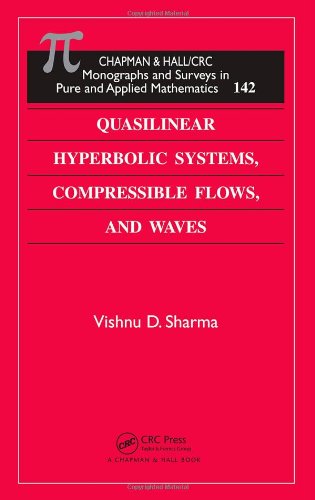 π
CHAPMAN & HALL/CRC
Monographs and Surveys in
Pure and Applied Mathematics 142
QUASILINEAR
HYPERBOLIC SYSTEMS,
COMPRESSIBLE FLOWS,
AND WAVES
Vishnu D. Sharma
CRC
CRC Press
Taylor & Francis Group
A CHAPMAN & HALL BOOK